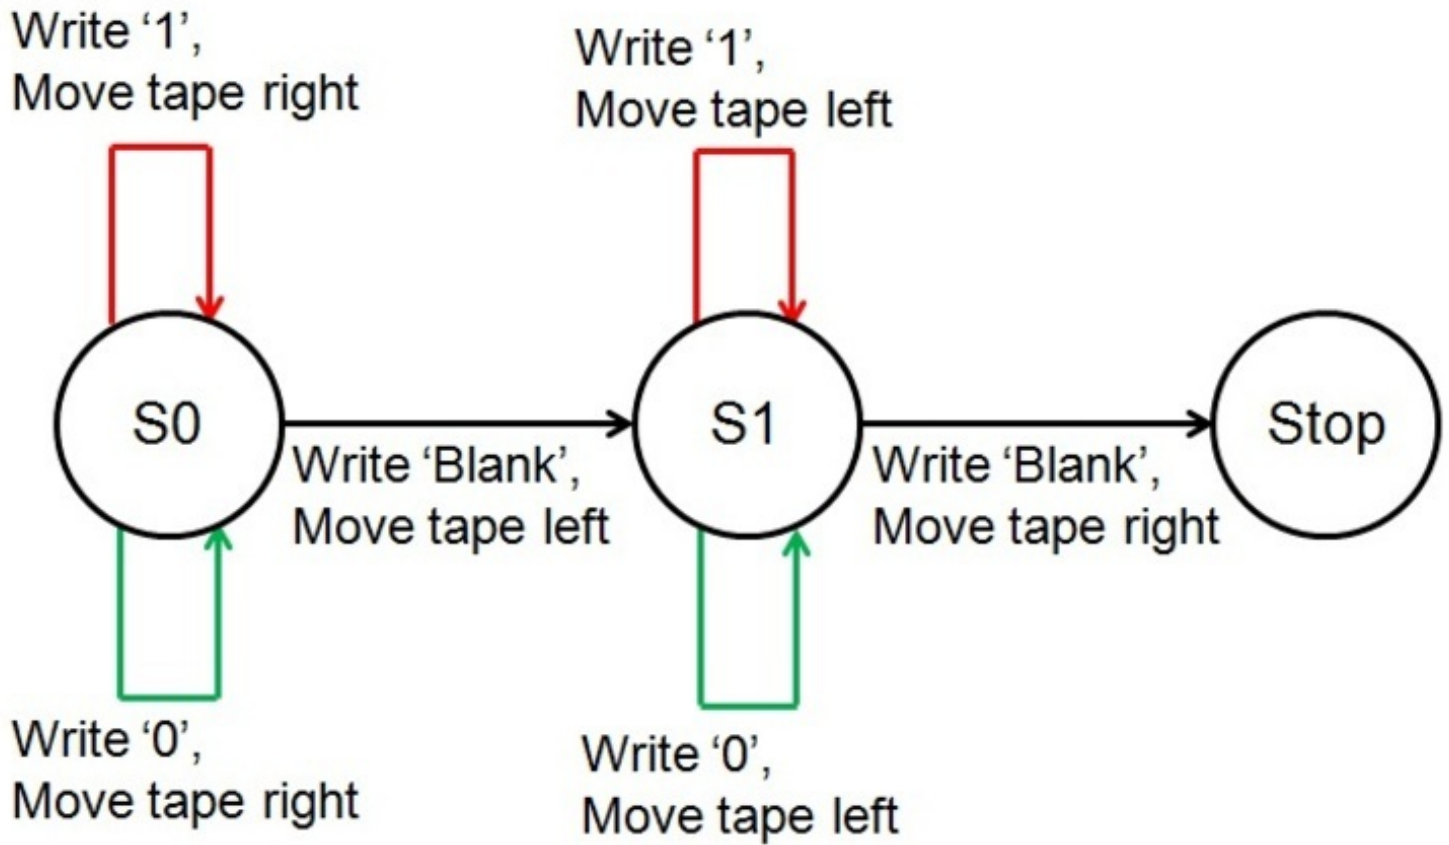 Write ‘1’,
Move tape right
Write ‘1’,
Move tape left
S0
S1
Stop
Write ‘Blank’,
Move tape left
Write ‘Blank’,
Move tape right
Write ‘0’,
Move tape right
Write ‘0’,
Move tape left